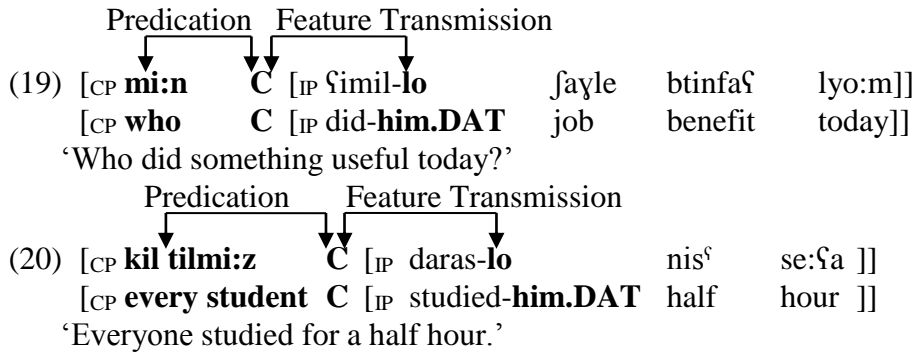 Predication Feature Transmission
(19) [CP mi:n C [IP ʕimil-lo ʃaɣle btinfaʕ lyo:m]]
[CP who C [IP did-him.DAT job benefit today]]
‘Who did something useful today?’
Predication Feature Transmission
(20) [CP kil tilmi:z C [IP daras-lo nisˤ se:ʕa ]]
[CP every student C [IP studied-him.DAT half hour ]]
‘Everyone studied for a half hour.’